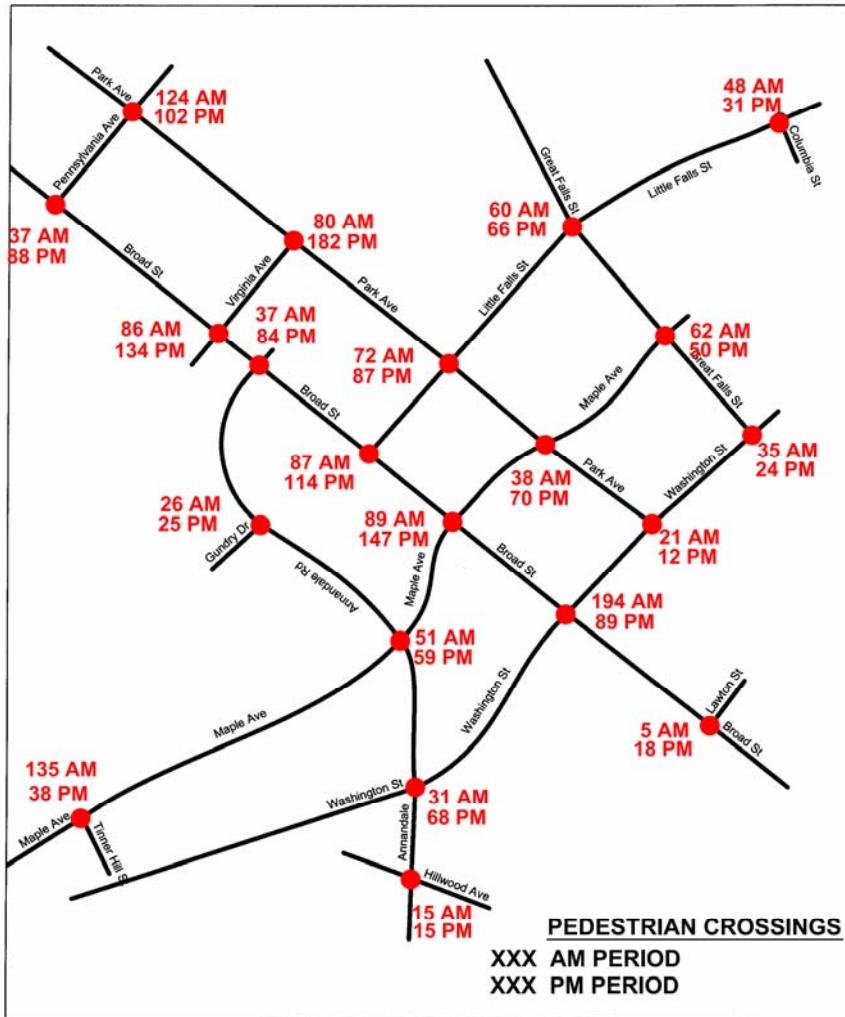 Park Ave
124 AM
102 PM
Pennsylvania Ave
37 AM
88 PM
Broad St
80 AM
182 PM
Virginia Ave
86 AM
134 PM
37 AM
84 PM
Park Ave
Great Falls St
48 AM
31 PM
Columbia St
Little Falls St
60 AM
66 PM
Little Falls St
72 AM
87 PM
62 AM
50 PM
Great Falls St
Maple Ave
Broad St
87 AM
114 PM
38 AM
70 PM
Park Ave
Washington St
35 AM
24 PM
26 AM
25 PM
Gundry Dr
Annandale Rd
89 AM
147 PM
Maple Ave
Broad St
21 AM
12 PM
194 AM
89 PM
51 AM
59 PM
Washington St
Lawton St
5 AM
18 PM
Broad St
Maple Ave
135 AM
38 PM
Maple Ave
Tinner Hill St
Washington St
31 AM
68 PM
Annandale
Hillwood Ave
15 AM
15 PM
PEDESTRIAN CROSSINGS
XXX AM PERIOD
XXX PM PERIOD